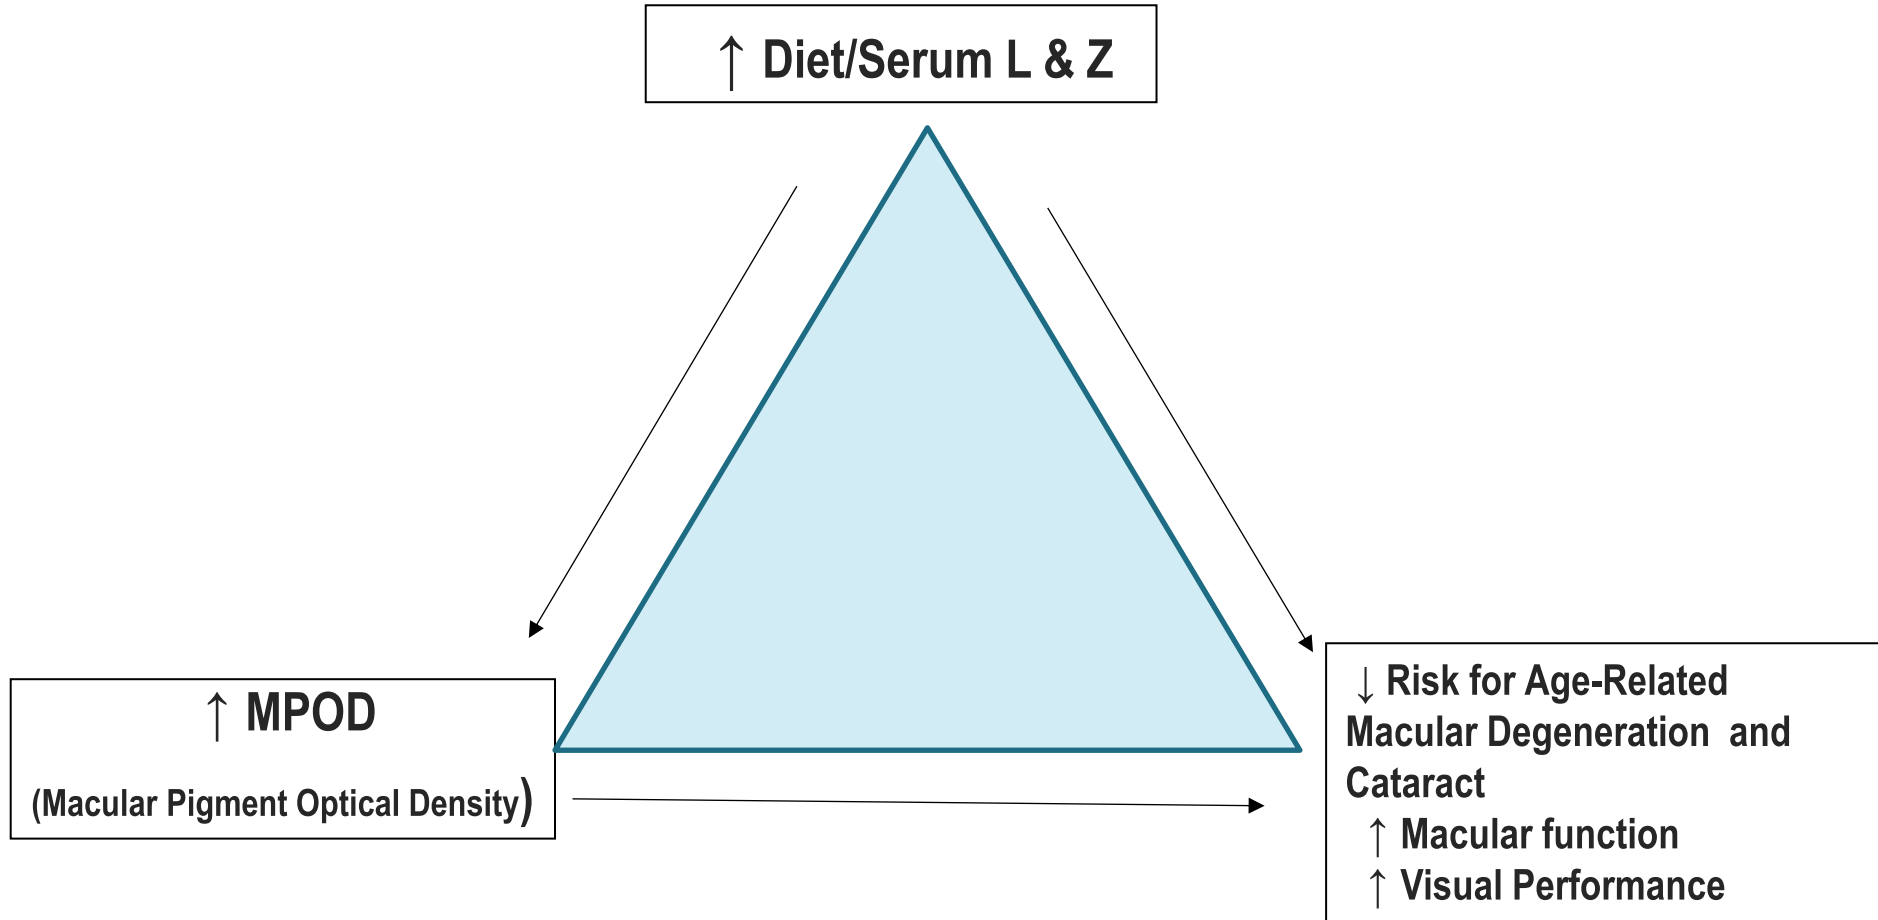 ↑ Diet/Serum L & Z
↑ MPOD
(Macular Pigment Optical Density)
↓ Risk for Age-Related
Macular Degeneration and
Cataract
↑ Macular function
↑ Visual Performance